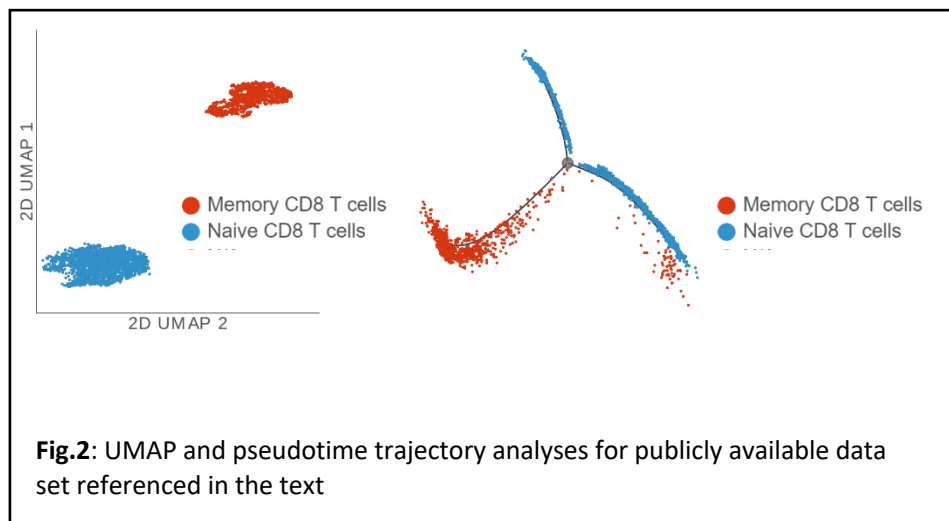 2D UMAP 1
Memory CD8 T cells
Naive CD8 T cells
2D UMAP 2
Memory CD8 T cells
Naive CD8 T cells
Fig.2: UMAP and pseudotime trajectory analyses for publicly available data
set referenced in the text